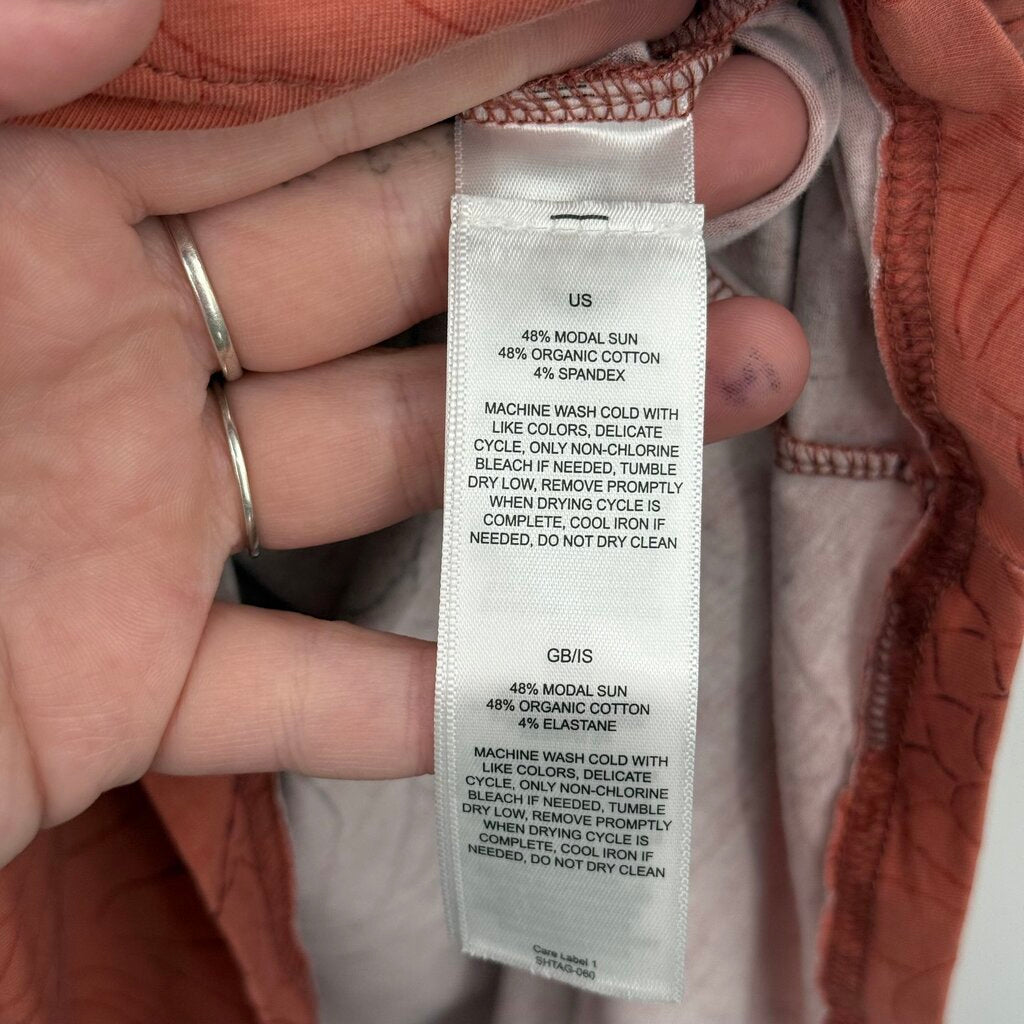 US
48% MODAL SUN
48% ORGANIC COTTON
4% SPANDEX
MACHINE WASH COLD WITH
LIKE COLORS, DELICATE
CYCLE, ONLY NON-CHLORINE
BLEACH IF NEEDED, TUMBLE
DRY LOW, REMOVE PROMPTLY
WHEN DRYING CYCLE IS
COMPLETE, COOL IRON IF
NEEDED, DO NOT DRY CLEAN
GB/IS
48% MODAL SUN
48% ORGANIC COTTON
4% ELASTANE
MACHINE WASH COLD WITH
LIKE COLORS, DELICATE
CYCLE, ONLY NON-CHLORINE
BLEACH IF NEEDED, TUMBLE
DRY LOW, REMOVE PROMPTLY
WHEN DRYING CYCLE IS
COMPLETE, COOL IRON IF
NEEDED, DO NOT DRY CLEAN
Care Label 1
SHTAG-060